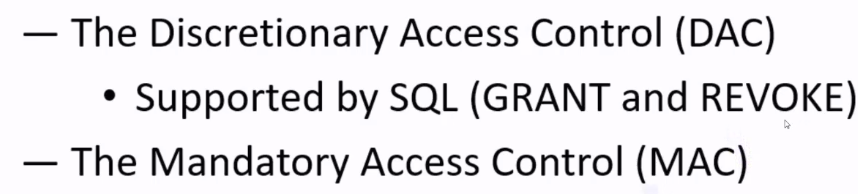 — The Discretionary Access Control (DAC)
• Supported by SQL (GRANT and REVOKE)
— The Mandatory Access Control (MAC)